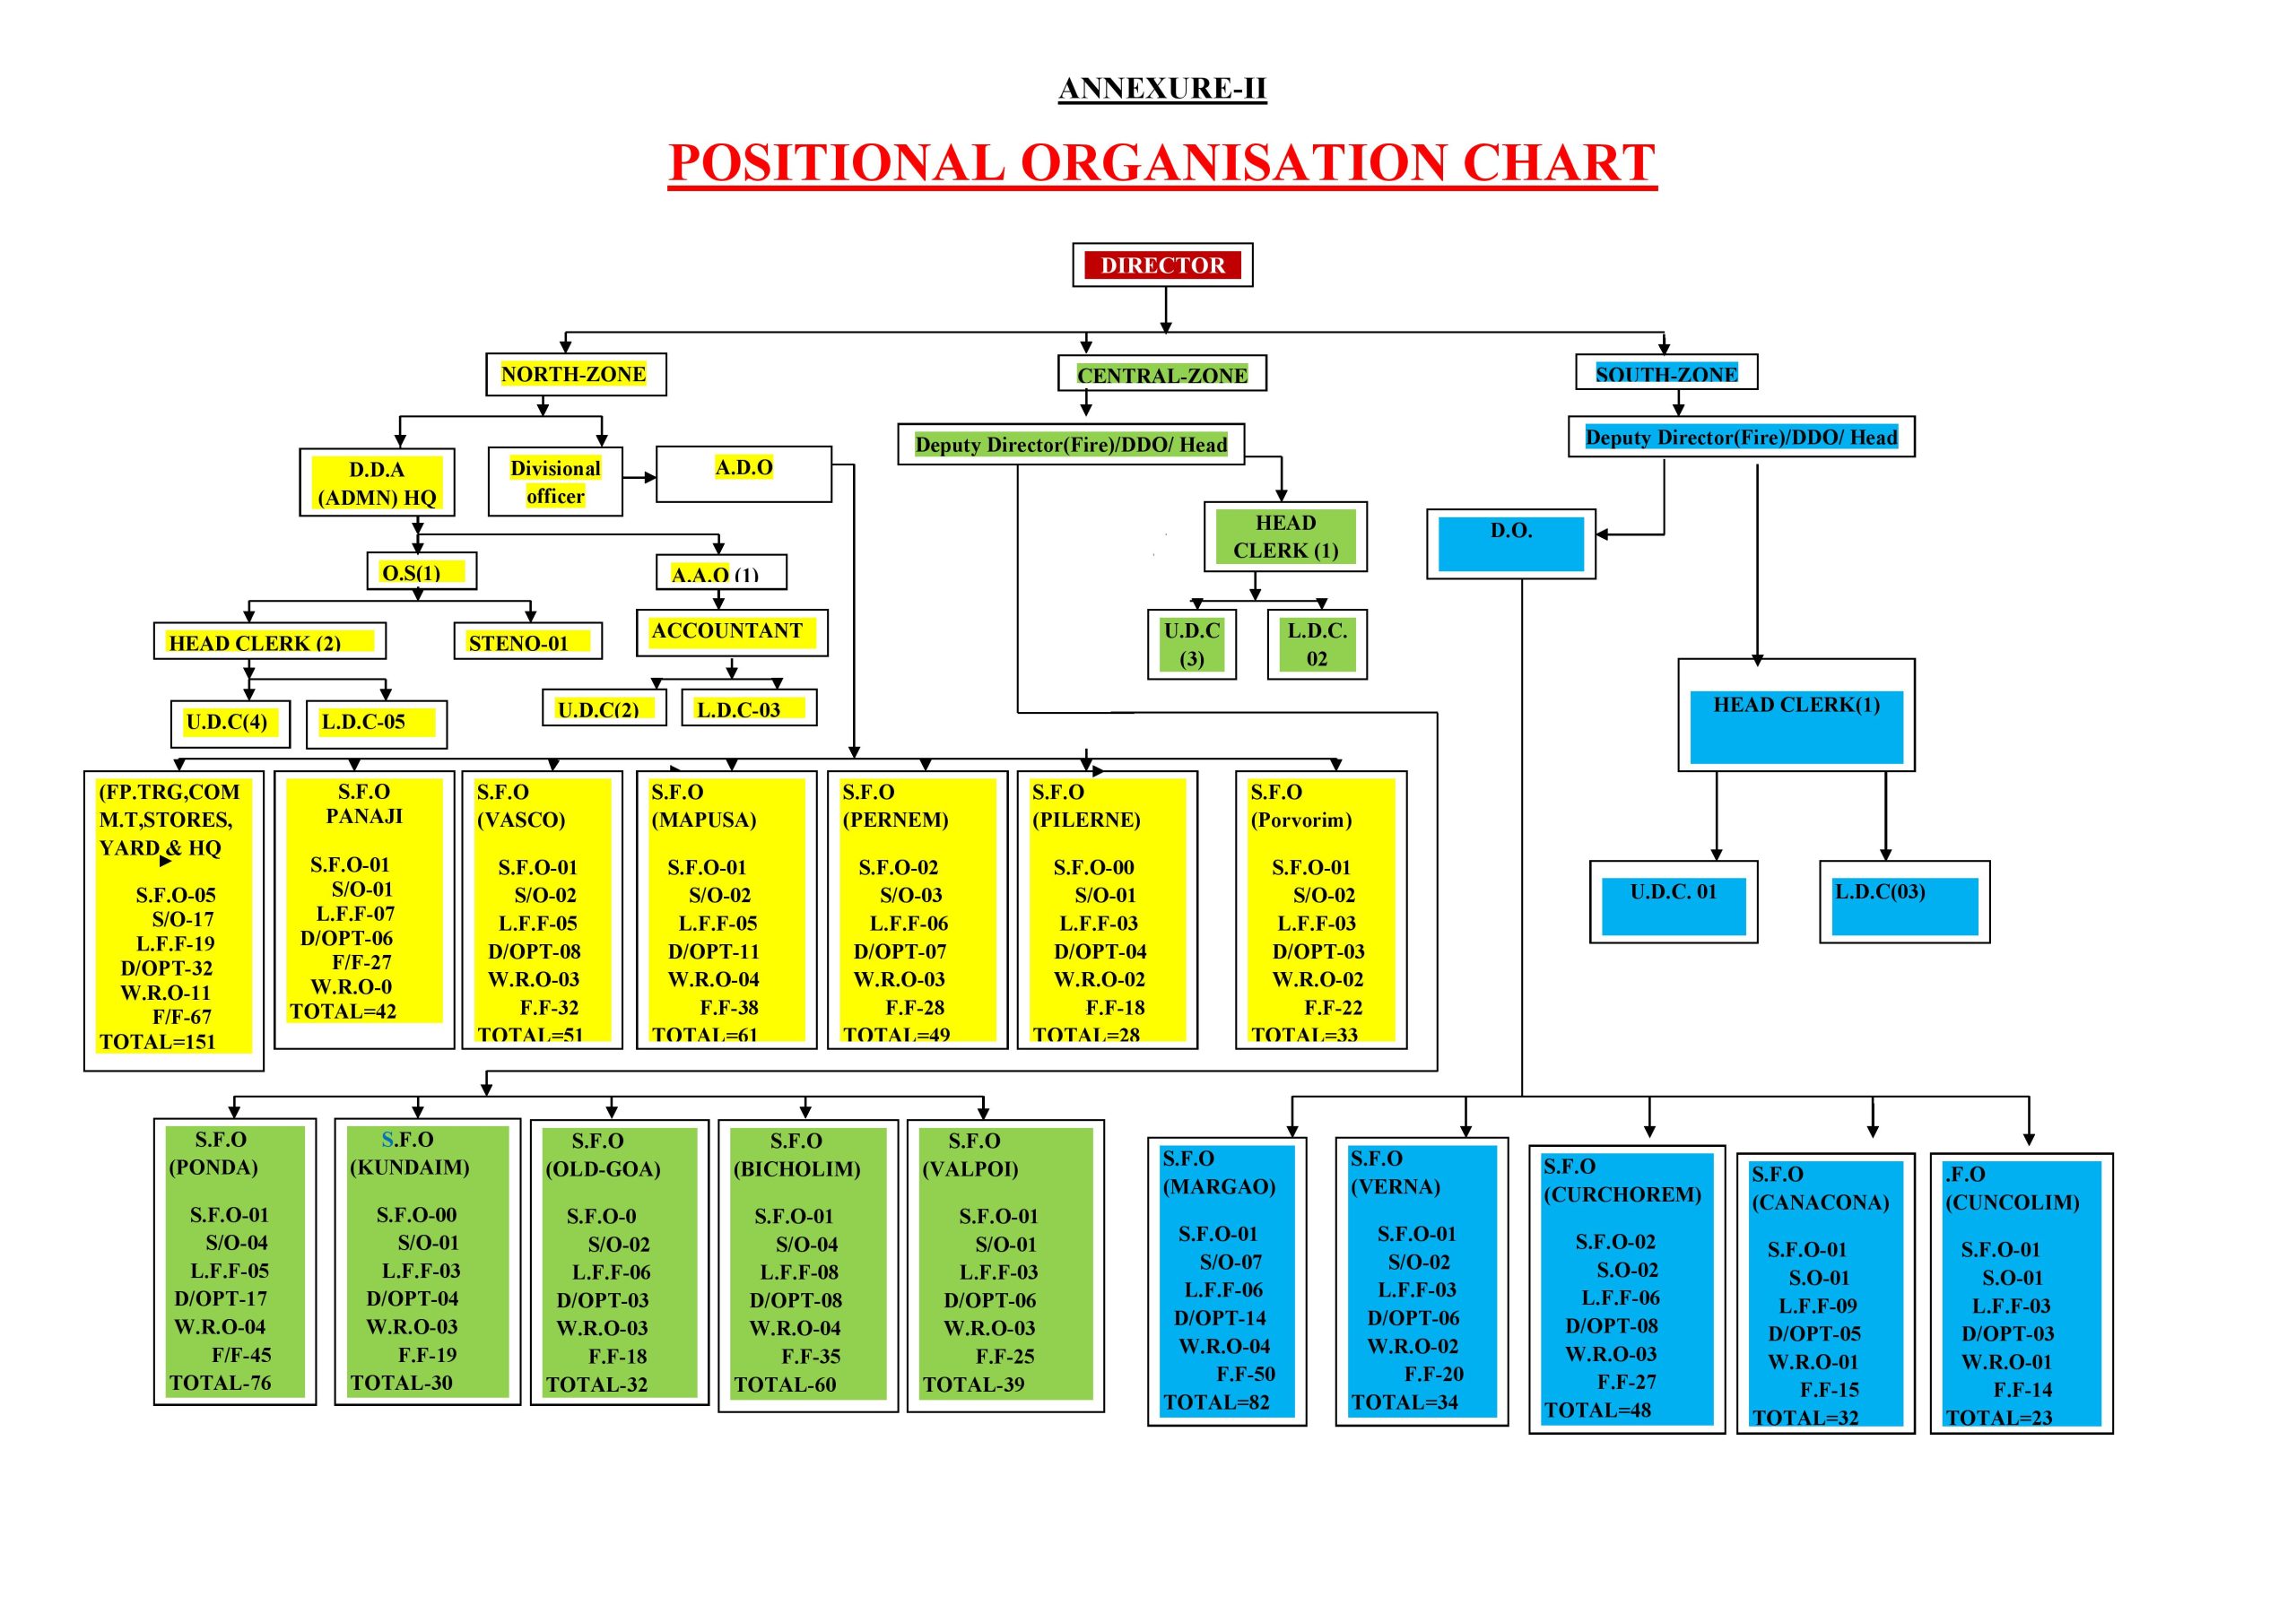 ANNEXURE-II
POSITIONAL ORGANISATION CHART
DIRECTOR
NORTH-ZONE
CENTRAL-ZONE
SOUTH-ZONE
D.D.A
(ADMN) HQ
Divisional
officer
A.D.O
Deputy Director(Fire)/DDO/ Head
Deputy Director(Fire)/DDO/ Head
HEAD
CLERK (1)
D.O.
O.S(1)
A.A.O (1)
HEAD CLERK (2)
STENO-01
ACCOUNTANT
U.D.C
(3)
L.D.C.
02
U.D.C(4)
L.D.C-05
U.D.C(2)
L.D.C-03
HEAD CLERK(1)
U.D.C. 01
L.D.C(03)
(FP.TRG,COM
M.T,STORES,
YARD & HQ
S.F.O-05
S/O-17
L.F.F-19
D/OPT-32
W.R.O-11
F/F-67
TOTAL=151
S.F.O
PANAJI
S.F.O-01
S/O-01
L.F.F-07
D/OPT-06
F/F-27
W.R.O-0
TOTAL=42
S.F.O
(VASCO)
S.F.O-01
S/O-02
L.F.F-05
D/OPT-08
W.R.O-03
F.F-32
TOTAL=51
S.F.O
(MAPUSA)
S.F.O-01
S/O-02
L.F.F-05
D/OPT-11
W.R.O-04
F.F-38
TOTAL=61
S.F.O
(PERNEM)
S.F.O-02
S/O-03
L.F.F-06
D/OPT-07
W.R.O-03
F.F-28
TOTAL=49
S.F.O
(PILERNE)
S.F.O-00
S/O-01
L.F.F-03
D/OPT-04
W.R.O-02
F.F-18
TOTAL=28
S.F.O
(Porvorim)
S.F.O-01
S/O-02
L.F.F-03
D/OPT-03
W.R.O-02
F.F-22
TOTAL=33
S.F.O
(PONDA)
S.F.O-01
S/O-04
L.F.F-05
D/OPT-17
W.R.O-04
F/F-45
TOTAL-76
S.F.O
(KUNDAIM)
S.F.O-00
S/O-01
L.F.F-03
D/OPT-04
W.R.O-03
F.F-19
TOTAL-30
S.F.O
(OLD-GOA)
S.F.O-0
S/O-02
L.F.F-06
D/OPT-03
W.R.O-03
F.F-18
TOTAL-32
S.F.O
(BICHOLIM)
S.F.O-01
S/O-04
L.F.F-08
D/OPT-08
W.R.O-04
F.F-35
TOTAL-60
S.F.O
(VALPOI)
S.F.O-01
S/O-01
L.F.F-03
D/OPT-06
W.R.O-03
F.F-25
TOTAL-39
S.F.O
(MARGAO)
S.F.O-01
S/O-07
L.F.F-06
D/OPT-14
W.R.O-04
F.F-50
TOTAL=82
S.F.O
(VERNA)
S.F.O-01
S/O-02
L.F.F-03
D/OPT-06
W.R.O-02
F.F-20
TOTAL=34
S.F.O
(CURCHOREM)
S.F.O-02
S.O-02
L.F.F-06
D/OPT-08
W.R.O-03
F.F-27
TOTAL=48
S.F.O
(CANACONA)
S.F.O-01
S.O-01
L.F.F-09
D/OPT-05
W.R.O-01
F.F-15
TOTAL=32
.F.O
(CUNCOLIM)
S.F.O-01
S.O-01
L.F.F-03
D/OPT-03
W.R.O-01
F.F-14
TOTAL=23